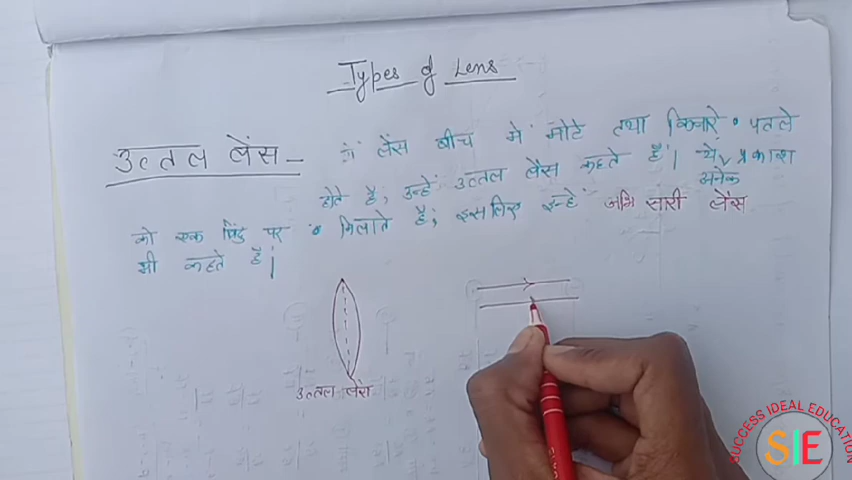 Types of Lens
उत्तल लेंस – जो लेंस बीच में मोटे तथा किनारे पतले
होते है, उन्हें उत्तल लेंस कहते हैं। ये प्रकाश
अनेक
को एक बिंदु पर मिलाते है, इसलिए इन्हें अभिसारी लेंस
भी कहते हैं।
उत्तल लेंस
SUCCESS IDEAL EDUCATION
SIE